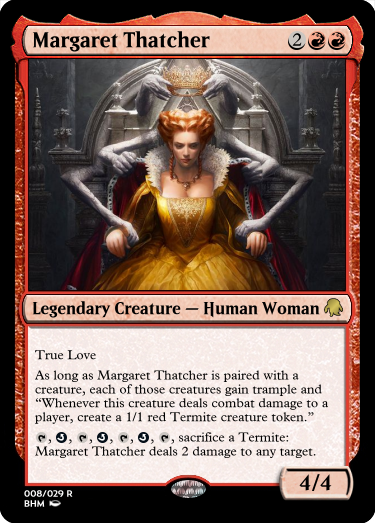 Margaret Thatcher 2
Legendary Creature — Human Woman
True Love
As long as Margaret Thatcher is paired with a
creature, each of those creatures gain trample and
“Whenever this creature deals combat damage to a
player, create a 1/1 red Termite creature token.”
, , , , , , , sacrifice a Termite:
Margaret Thatcher deals 2 damage to any target.
4/4
008/029 R
BHM